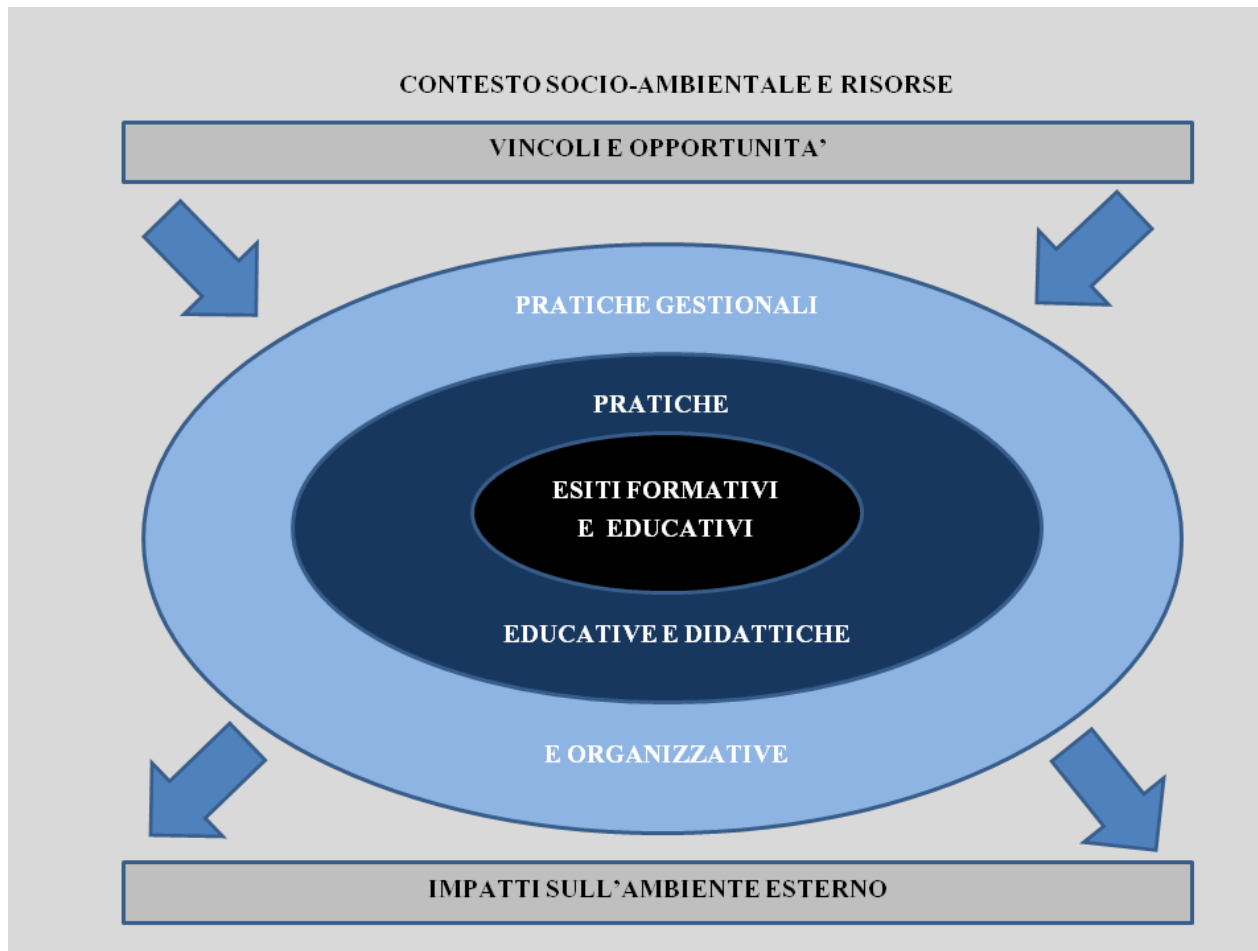 CONTESTO SOCIO-AMBIENTALE E RISORSE
VINCOLI E OPPORTUNITA’
PRATICHE GESTIONALI
PRATICHE
ESITI FORMATIVI
E EDUCATIVI
EDUCATIVE E DIDATTICHE
E ORGANIZZATIVE
IMPATTI SULL’AMBIENTE ESTERNO